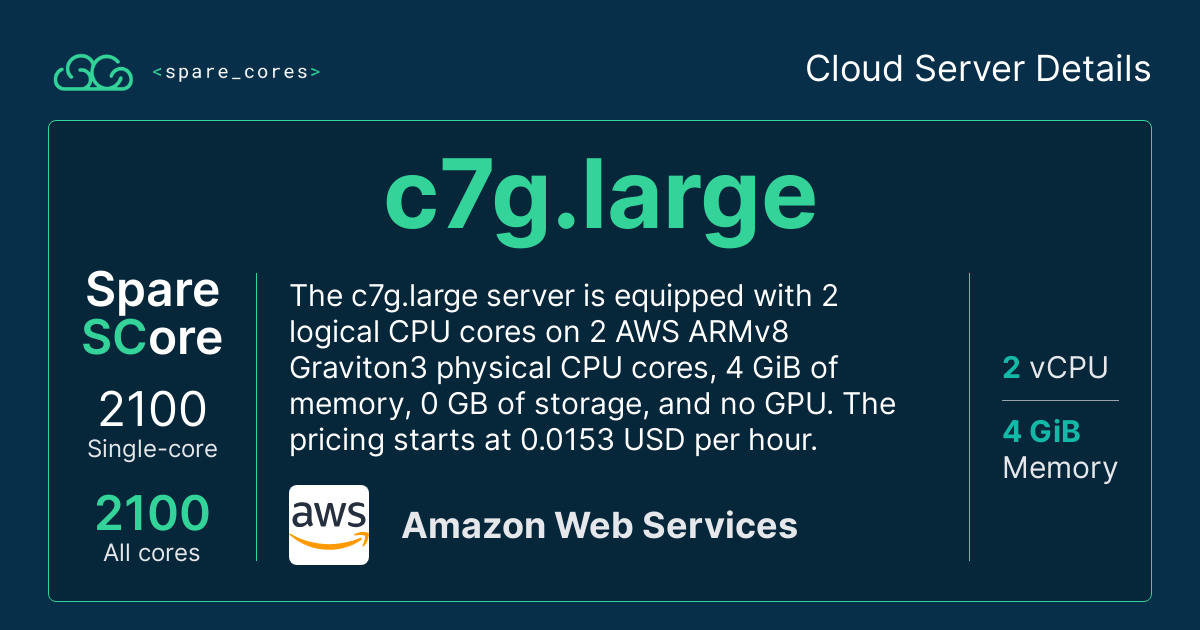 <spare_cores>
Cloud Server Details
c7g.large
Spare
SCore
2100
Single-core
2100
All cores
The c7g.large server is equipped with 2
logical CPU cores on 2 AWS ARMv8
Graviton3 physical CPU cores, 4 GiB of
memory, 0 GB of storage, and no GPU. The
pricing starts at 0.0153 USD per hour.
aws
Amazon Web Services
2 vCPU
4 GiB
Memory